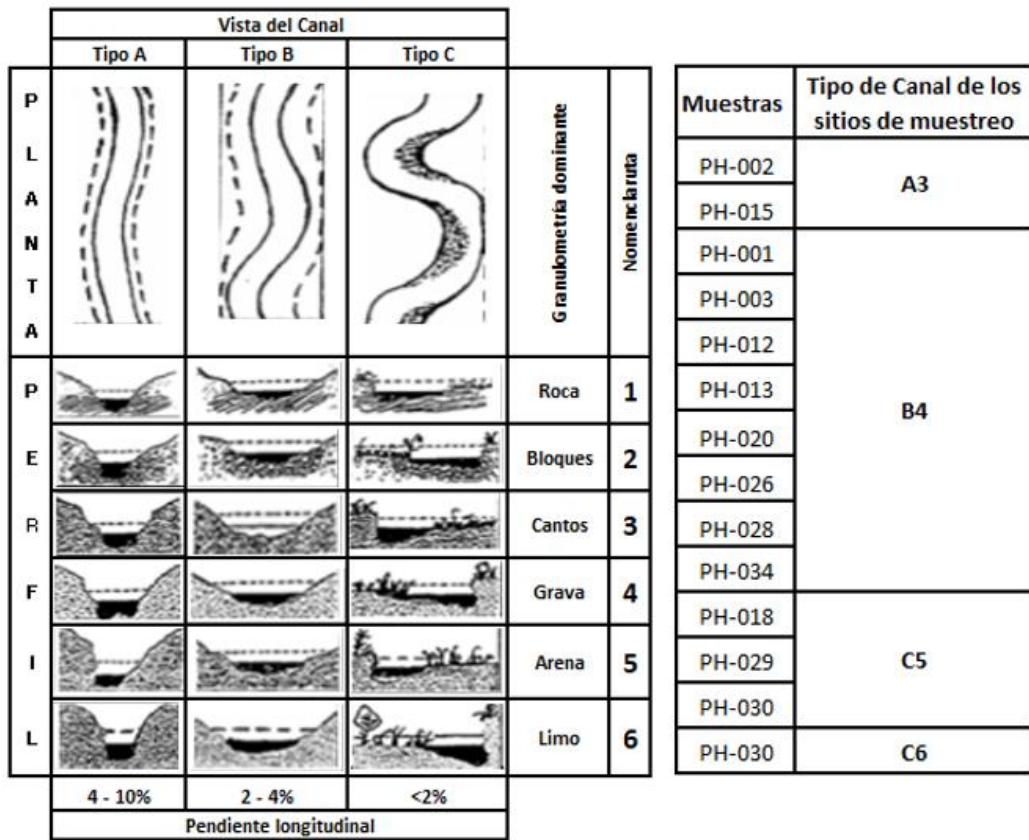 Vista del Canal
Tipo A Tipo B Tipo C
P
L
A
N
T
A
Granulometría dominante
Nomenclaruta
P Roca 1
E Bloques 2
R Cantos 3
F Grava 4
I Arena 5
L Limo 6
4 - 10% 2 - 4% <2%
Pendiente longitudinal
Muestras Tipo de Canal de los
sitios de muestreo
PH-002
PH-015
A3
PH-001
PH-003
PH-012
PH-013
PH-020
PH-026
PH-028
PH-034
B4
PH-018
PH-029
PH-030
C5
PH-030 C6